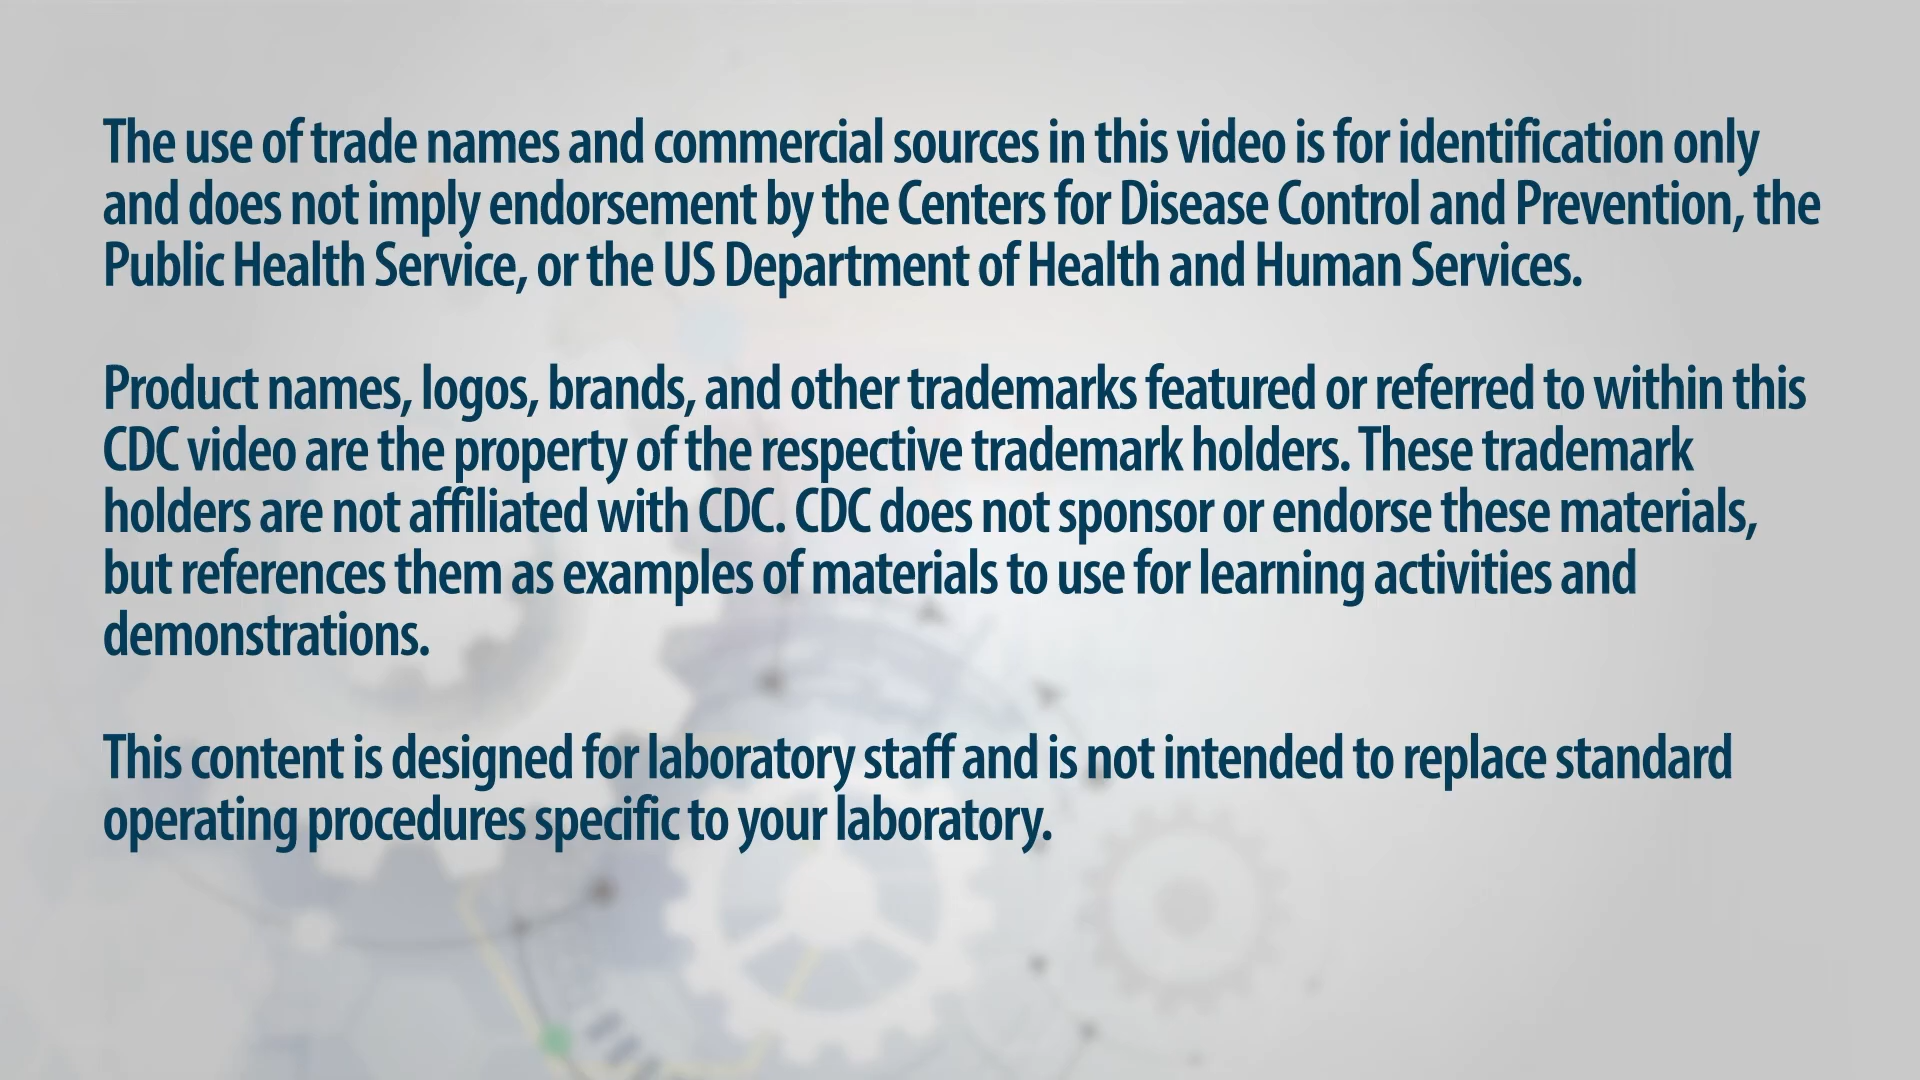 The use of trade names and commercial sources in this video is for identification only
and does not imply endorsement by the Centers for Disease Control and Prevention, the
Public Health Service, or the US Department of Health and Human Services.
Product names, logos, brands, and other trademarks featured or referred to within this
CDC video are the property of the respective trademark holders. These trademark
holders are not affiliated with CDC. CDC does not sponsor or endorse these materials,
but references them as examples of materials to use for learning activities and
demonstrations.
This content is designed for laboratory staff and is not intended to replace standard
operating procedures specific to your laboratory.